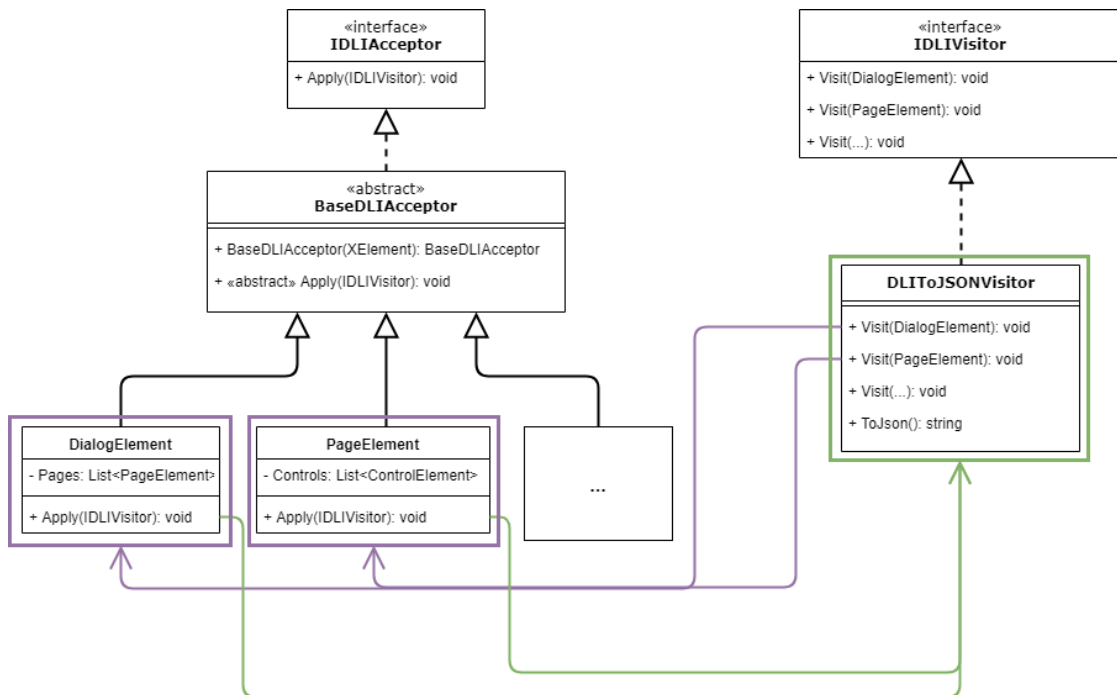 «interface»
IDLIAcceptor
+ Apply(IDLIVisitor): void
«interface»
IDLIVisitor
+ Visit(DialogElement): void
+ Visit(PageElement): void
+ Visit(...): void
«abstract»
BaseDLIAcceptor
+ BaseDLIAcceptor(XElement): BaseDLIAcceptor
+ «abstract» Apply(IDLIVisitor): void
DLIToJSONVisitor
+ Visit(DialogElement): void
+ Visit(PageElement): void
+ Visit(...): void
+ ToJson(): string
DialogElement
- Pages: List<PageElement>
+ Apply(IDLIVisitor): void
PageElement
- Controls: List<ControlElement>
+ Apply(IDLIVisitor): void
...